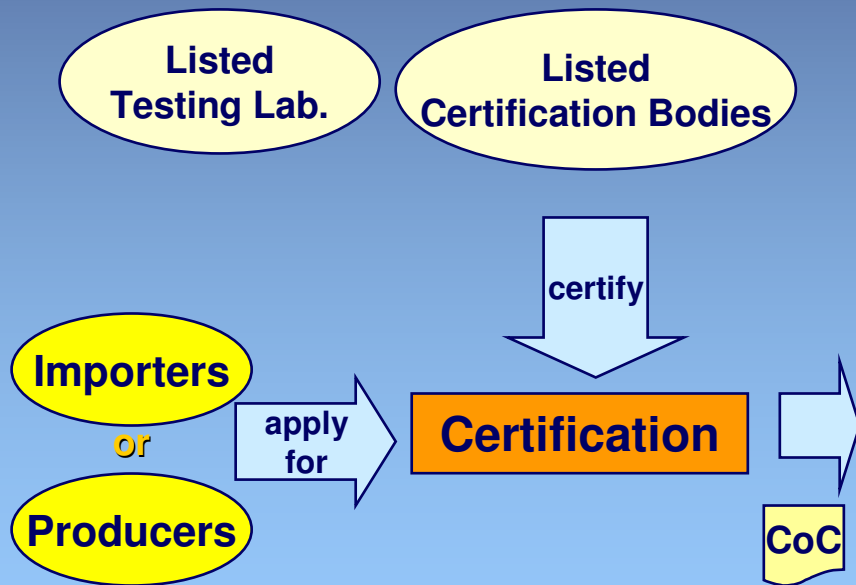 Listed
Testing Lab.
Listed
Certification Bodies
certify
Importers
or
Producers
apply
for
Certification
CoC